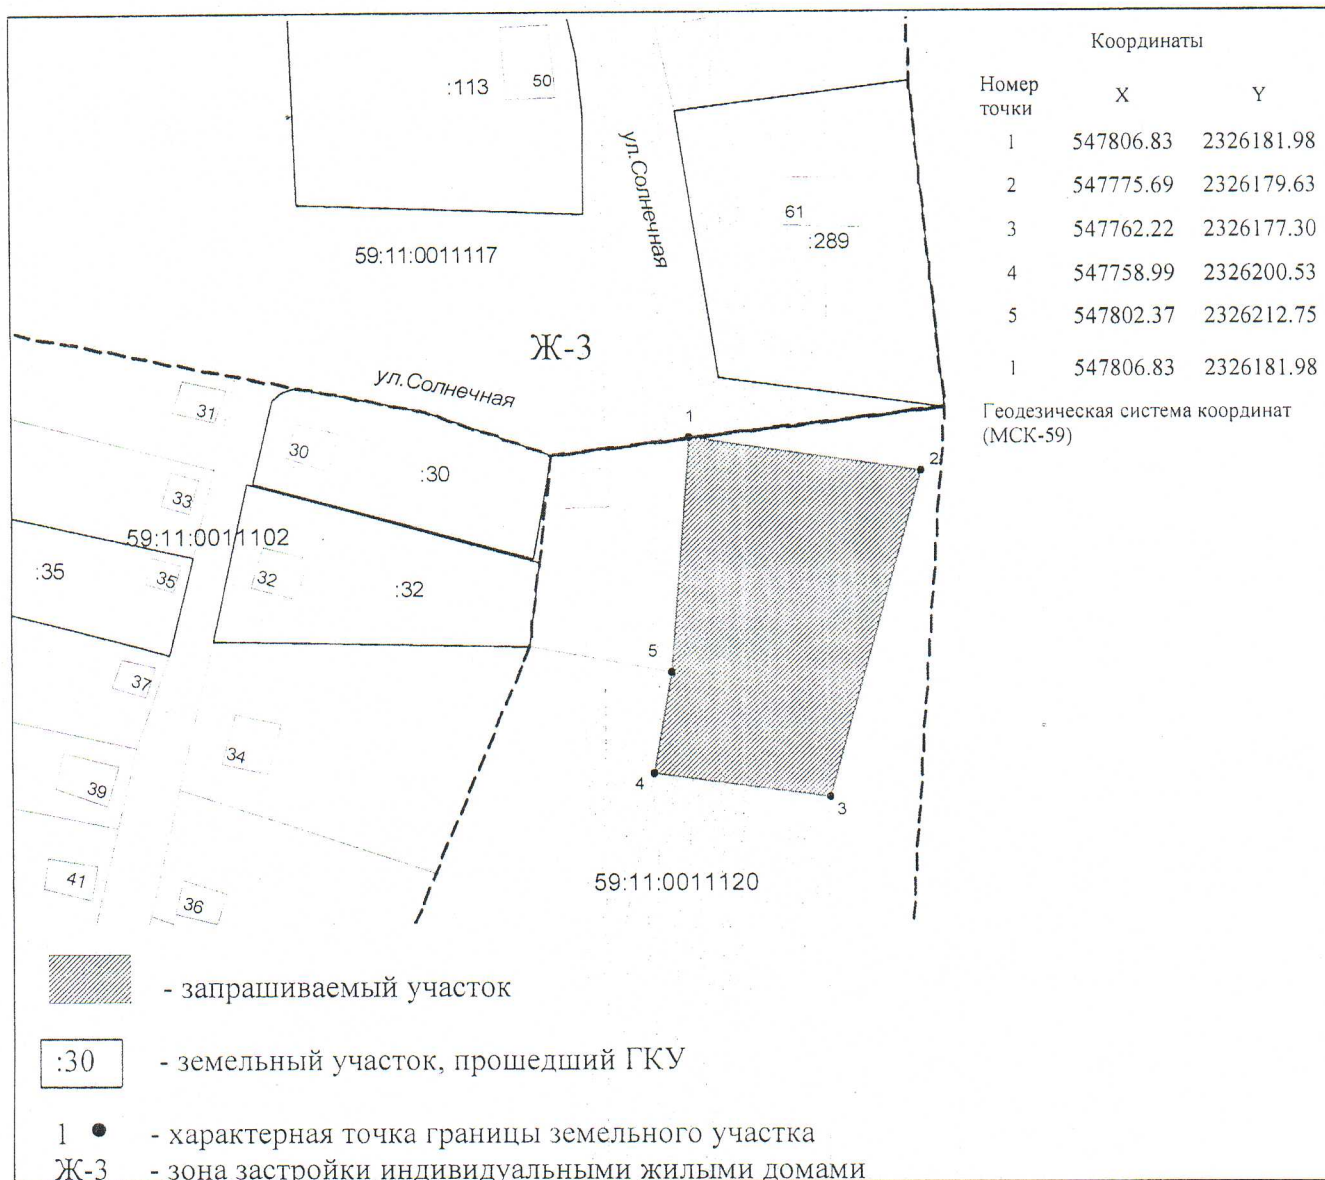 Координаты
Номер точки X Y
1 547806.83 2326181.98
2 547775.69 2326179.63
3 547762.22 2326177.30
4 547758.99 2326200.53
5 547802.37 2326212.75
1 547806.83 2326181.98
Геодезическая система координат
(МСК-59)
:113
50
ул.Солнечная
61
:289
59:11:0011117
Ж-3
ул.Солнечная
31
30
:30
1
2
33
59:11:0011102
:35
35
32
:32
5
37
34
4
3
39
41
36
59:11:0011120
- запрашиваемый участок
:30 - земельный участок, прошедший ГКУ
1 ● - характерная точка границы земельного участка
Ж-3 - зона застройки индивидуальными жилыми домами